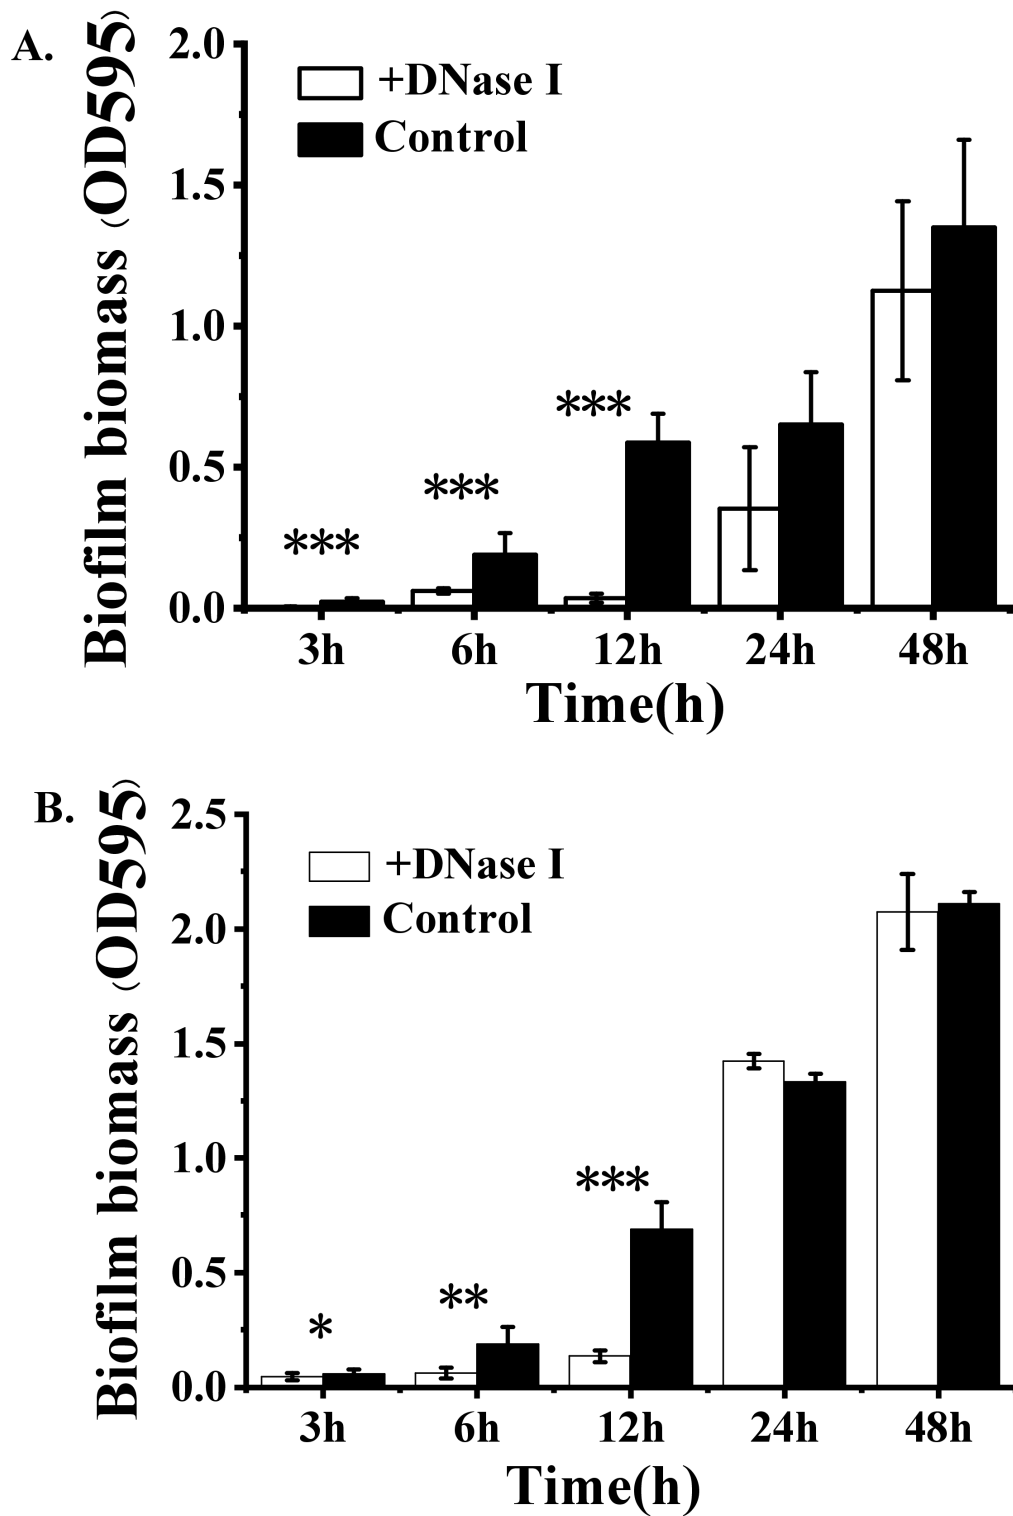 A.
Biofilm biomass (OD595)
2.0
1.5
1.0
0.5
0.0
+DNase I
Control
***
***
***
3h 6h 12h 24h 48h
Time(h)
B.
Biofilm biomass (OD595)
2.5
2.0
1.5
1.0
0.5
0.0
+DNase I
Control
*
**
***
3h 6h 12h 24h 48h
Time(h)